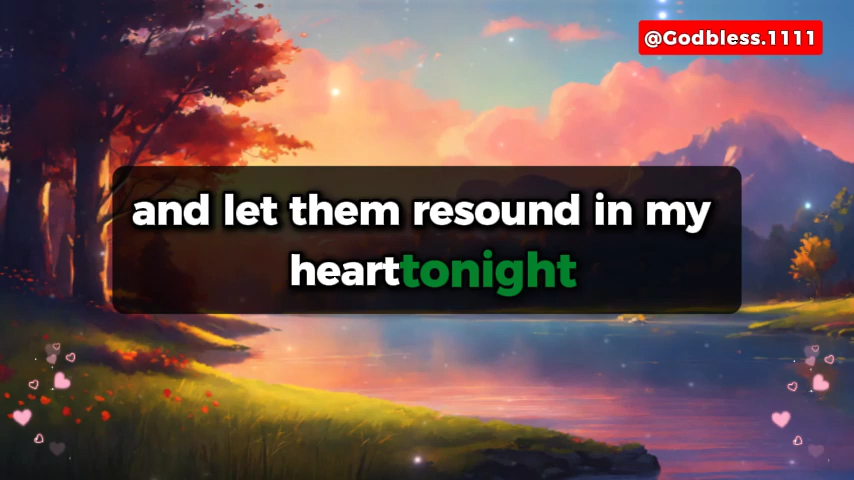 @Godbless.1111
and let them resound in my
hearttonight